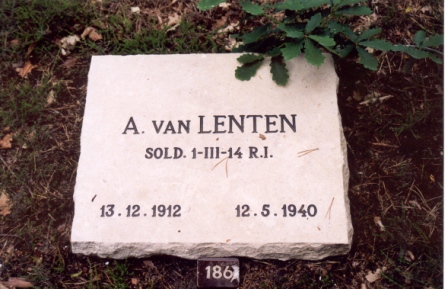 A. VAN LENTEN
SOLD. 1-III-14 R.I.
13.12.1912 12.5.1940
186